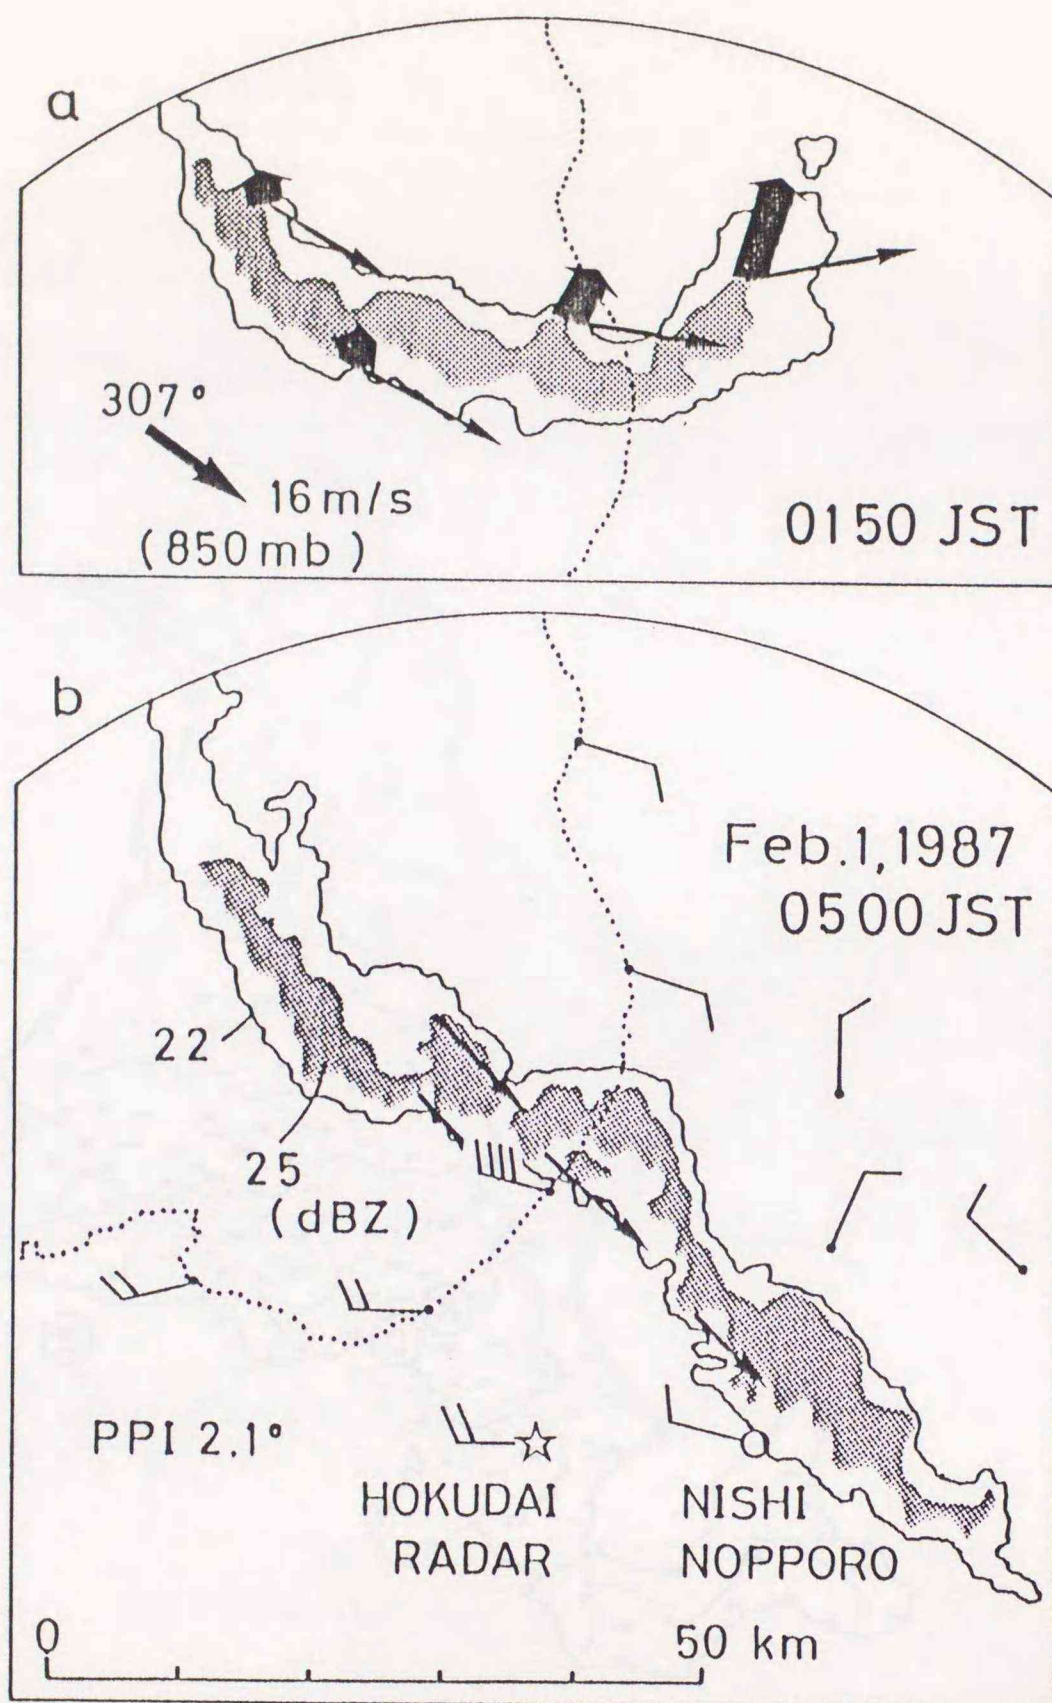 a
307°
16 m/s
(850 mb)
0150 JST
b
Feb.1,1987
0500 JST
22
25
(dBZ)
PPI 2.1°
HOKUDAI
RADAR
NISHI
NOPPORO
0
50 km